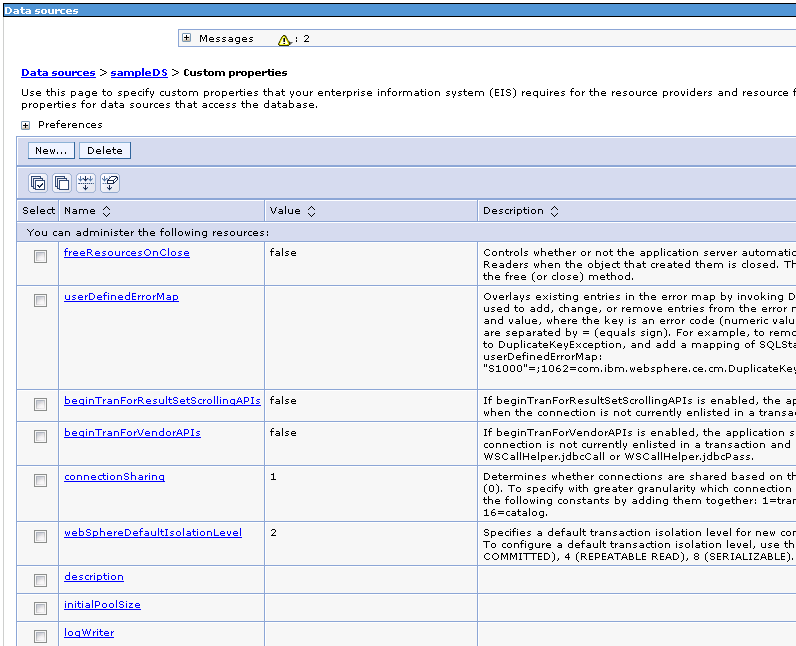 Data sources
Messages : 2
Data sources > sampleDS > Custom properties
Use this page to specify custom properties that your enterprise information system (EIS) requires for the resource providers and resource f
properties for data sources that access the database.
Preferences
New... Delete
Select Name Value Description
You can administer the following resources:
freeResourcesOnClose false Controls whether or not the application server automatic
Readers when the object that created them is closed. Th
the free (or close) method.
userDefinedErrorMap Overlays existing entries in the error map by invoking D
used to add, change, or remove entries from the error m
and value, where the key is an error code (numeric valu
are separated by = (equals sign). For example, to remo
to DuplicateKeyException, and add a mapping of SQLSta
userDefinedErrorMap:
"S1000"=;1062=com.ibm.websphere.ce.cm.DuplicateKey
beginTranForResultSetScrollingAPIs false If beginTranForResultSetScrollingAPIs is enabled, the ap
when the connection is not currently enlisted in a transac
beginTranForVendorAPIs false If beginTranForVendorAPIs is enabled, the application s
connection is not currently enlisted in a transaction and
WSCallHelper.jdbcCall or WSCallHelper.jdbcPass.
connectionSharing 1 Determines whether connections are shared based on th
(0). To specify with greater granularity which connection
the following constants by adding them together: 1=tran
16=catalog.
webSphereDefaultIsolationLevel 2 Specifies a default transaction isolation level for new con
To configure a default transaction isolation level, use th
COMMITTED), 4 (REPEATABLE READ), 8 (SERIALIZABLE).
description
initialPoolSize
logWriter